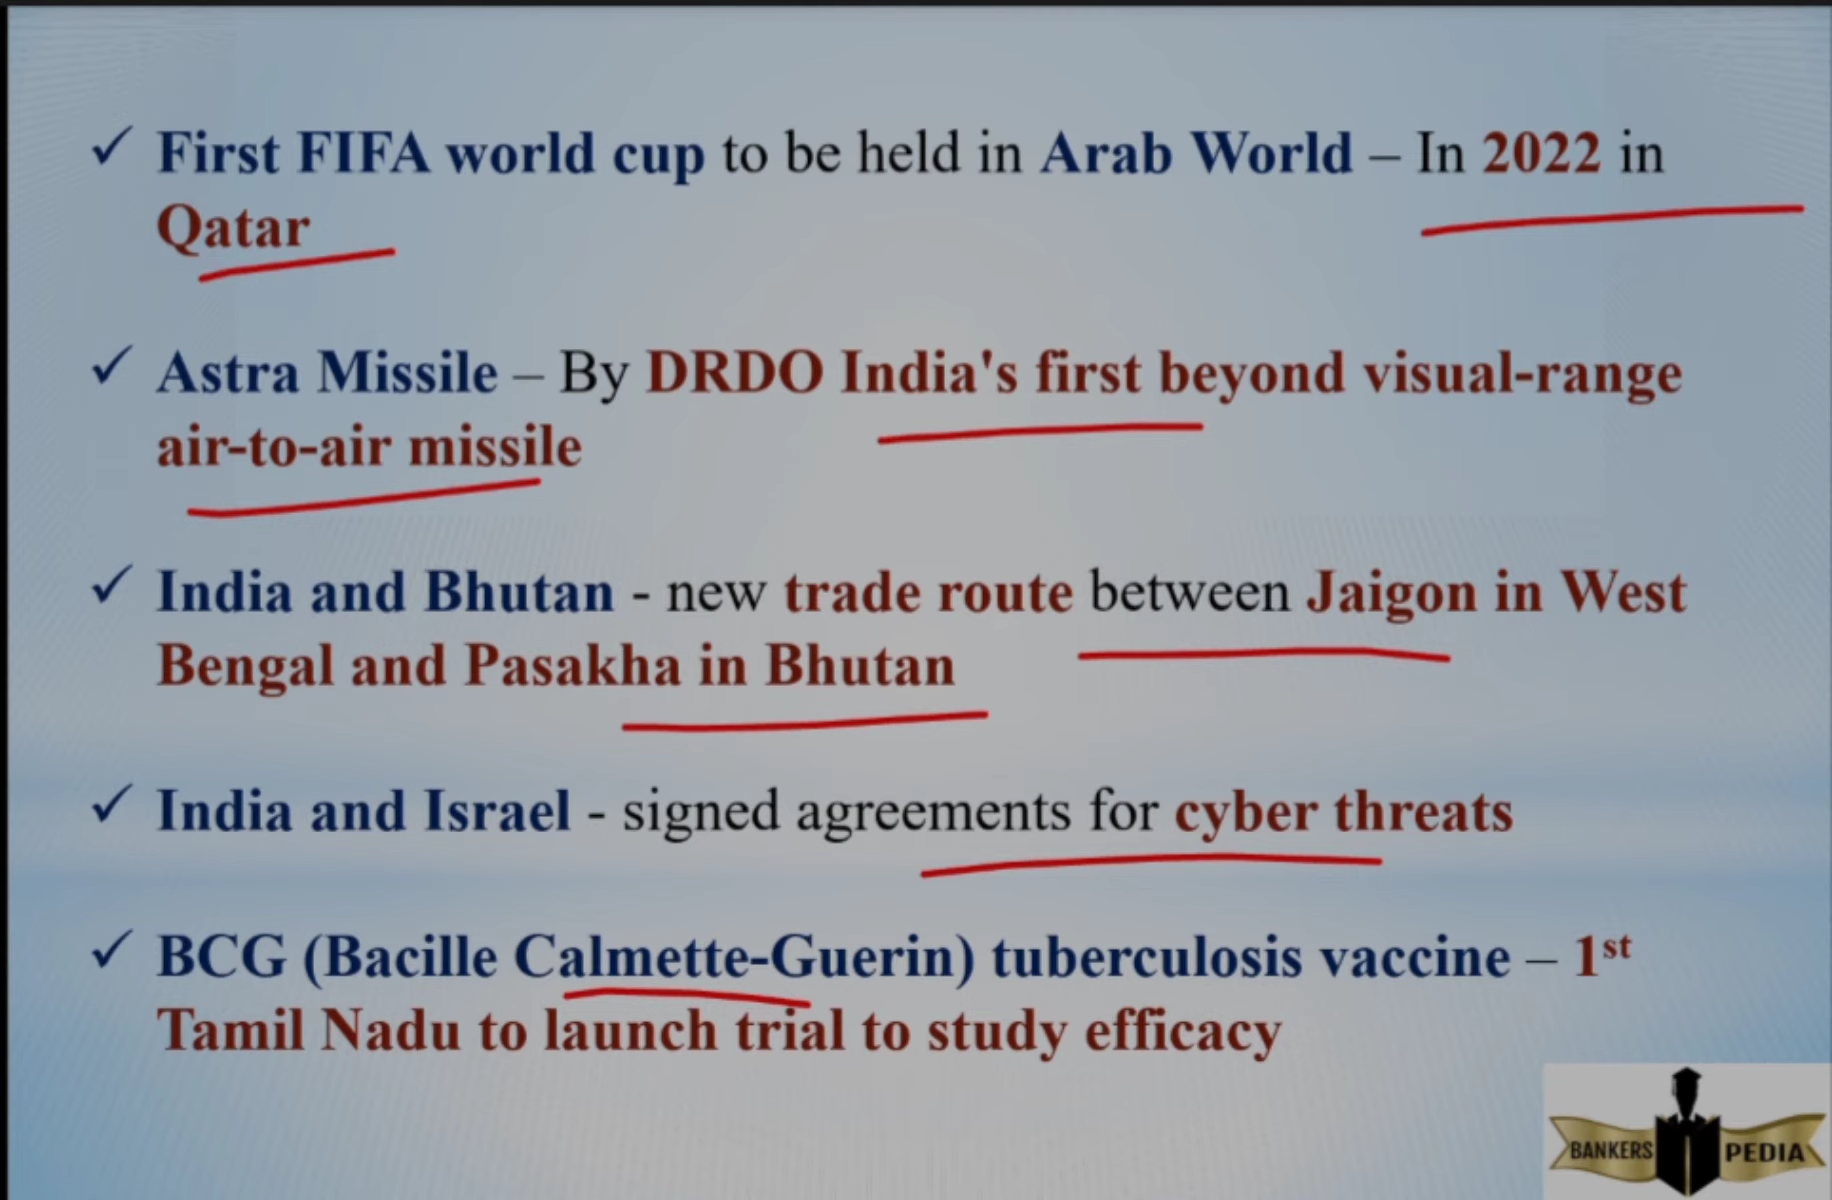 ✓ First FIFA world cup to be held in Arab World – In 2022 in
Qatar
✓ Astra Missile – By DRDO India's first beyond visual-range
air-to-air missile
✓ India and Bhutan - new trade route between Jaigon in West
Bengal and Pasakha in Bhutan
✓ India and Israel - signed agreements for cyber threats
✓ BCG (Bacille Calmette-Guerin) tuberculosis vaccine – 1st
Tamil Nadu to launch trial to study efficacy
BANKERS PEDIA